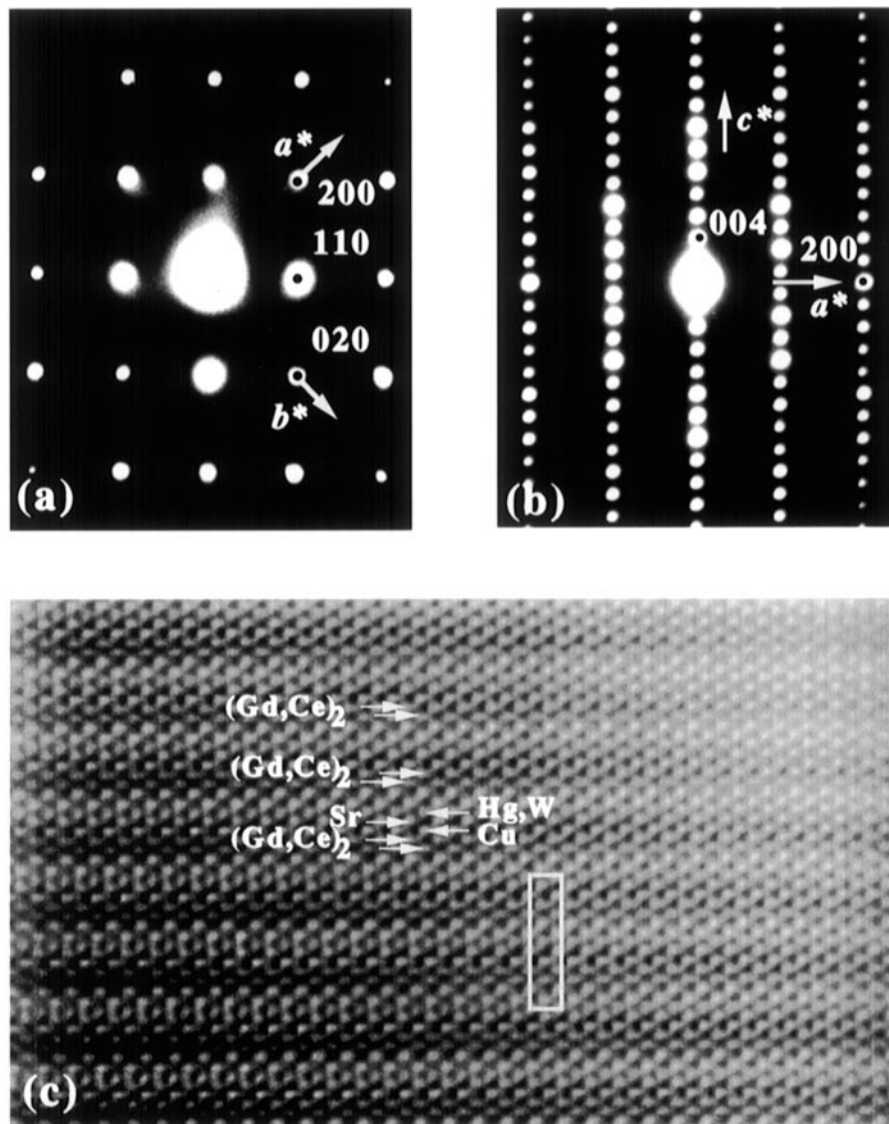 a*
200
110
020
b*
(a)
c*
004
200
a*
(b)
(Gd,Ce)2
(Gd,Ce)2
Sr
Hg,W
(Gd,Ce)2
Cu
(c)